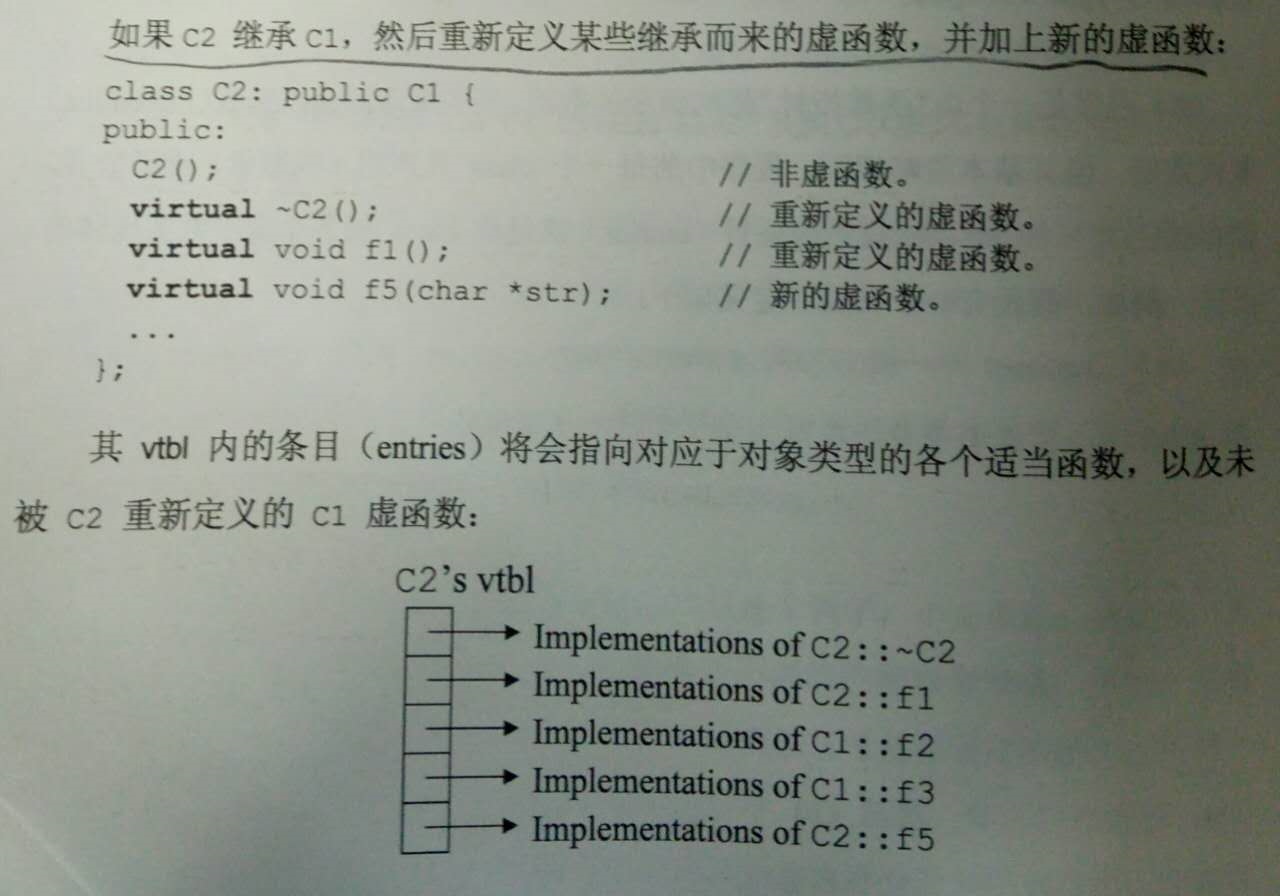 如果 C2 继承 C1，然后重新定义某些继承而来的虚函数，并加上新的虚函数：
class C2: public C1 {
public:
C2(); // 非虚函数。
virtual ~C2(); // 重新定义的虚函数。
virtual void f1(); // 重新定义的虚函数。
virtual void f5(char *str); // 新的虚函数。
...
};
其 vtbl 内的条目（entries）将会指向对应于对象类型的各个适当函数，以及未
被 C2 重新定义的 C1 虚函数：
C2's vtbl
Implementations of C2::~C2
Implementations of C2::f1
Implementations of C1::f2
Implementations of C1::f3
Implementations of C2::f5